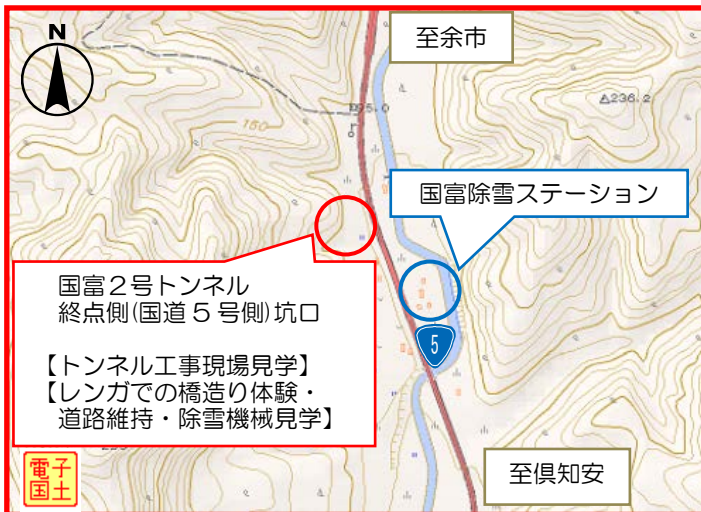 N
至余市
95.0
236.2
150
国富除雪ステーション
国富２号トンネル
終点側(国道５号側)坑口
【トンネル工事現場見学】
【レンガでの橋造り体験・
道路維持・除雪機械見学】
5
至倶知安
電子
国土